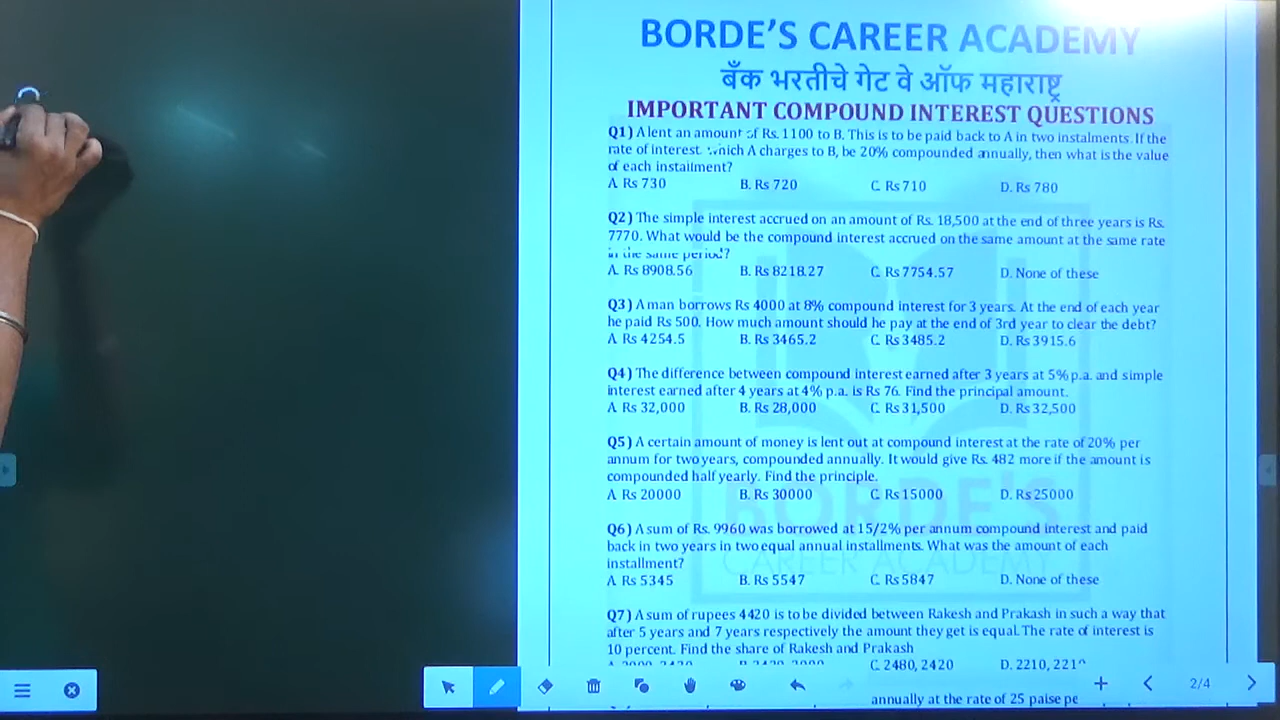 BORDE'S CAREER ACADEMY
बँक भरतीचे गेट वे ऑफ महाराष्ट्र
IMPORTANT COMPOUND INTEREST QUESTIONS
Q1) A lent an amount of Rs. 1100 to B. This is to be paid back to A in two instalments. If the
rate of interest which A charges to B, be 20% compounded annually, then what is the value
of each installment?
A. Rs 730 B. Rs 720 C. Rs 710 D. Rs 780
Q2) The simple interest accrued on an amount of Rs. 18,500 at the end of three years is Rs.
7770. What would be the compound interest accrued on the same amount at the same rate
in the same period?
A. Rs 8908.56 B. Rs 8218.27 C. Rs 7754.57 D. None of these
Q3) A man borrows Rs 4000 at 8% compound interest for 3 years. At the end of each year
he paid Rs 500. How much amount should he pay at the end of 3rd year to clear the debt?
A Rs 4254.5 B. Rs 3465.2 C. Rs 3485.2 D. Rs 3915.6
Q4) The difference between compound interest earned after 3 years at 5% p.a. and simple
interest earned after 4 years at 4% p.a. is Rs 76. Find the principal amount.
A Rs 32,000 B. Rs 28,000 C. Rs 31,500 D. Rs 32,500
Q5) A certain amount of money is lent out at compound interest at the rate of 20% per
annum for two years, compounded annually. It would give Rs. 482 more if the amount is
compounded half yearly. Find the principle.
A Rs 20000 B. Rs 30000 C. Rs 15000 D. Rs 25000
Q6) A sum of Rs. 9960 was borrowed at 15/2% per annum compound interest and paid
back in two years in two equal annual installments. What was the amount of each
installment?
A Rs 5345 B. Rs 5547 C. Rs 5847 D. None of these
Q7) A sum of rupees 4420 is to be divided between Rakesh and Prakash in such a way that
after 5 years and 7 years respectively the amount they get is equal. The rate of interest is
10 percent. Find the share of Rakesh and Prakash
C. 2480, 2420 D. 2210,
annually at the rate of 25 paise
2/4
BORDE'S
CAREER ACADEMY